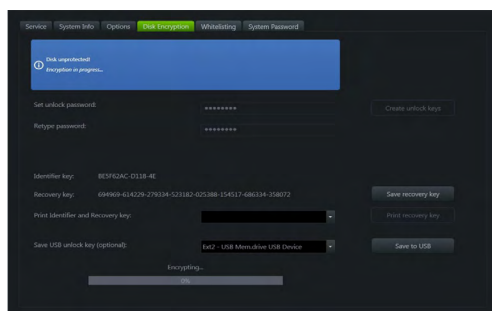 Service System Info Options Disk Encryption Whitelisting System Password
Disk unprotected!
Encryption in progress...
Set unlock password: ******** Create unlock keys
Retype password: ********
Identifier key: BE5F62AC-D118-4E
Recovery key: 694969-614229-279334-523182-025388-154517-686334-358072 Save recovery key
Print Identifier and Recovery key: Print recovery key
Save USB unlock key (optional): Ext2 - USB Mem.drive USB Device Save to USB
Encrypting...
0%